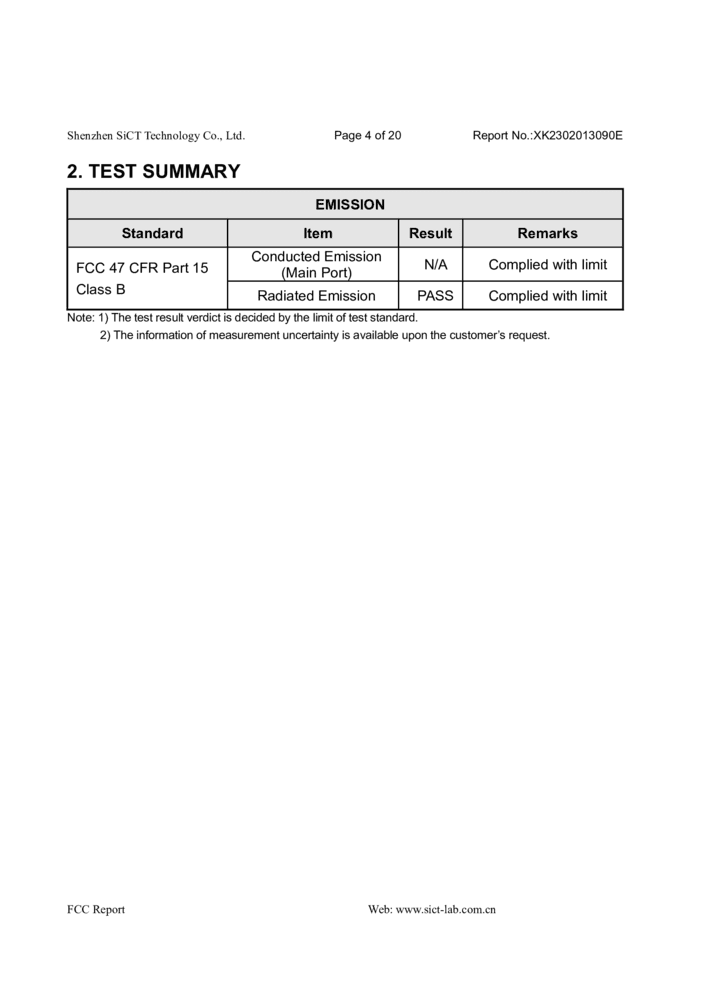 Shenzhen SiCT Technology Co., Ltd. Page 4 of 20 Report No.:XK2302013090E
2. TEST SUMMARY
EMISSION
Standard Item Result Remarks
FCC 47 CFR Part 15
Class B
Conducted Emission
(Main Port)
N/A Complied with limit
Radiated Emission PASS Complied with limit
Note: 1) The test result verdict is decided by the limit of test standard.
2) The information of measurement uncertainty is available upon the customer’s request.
FCC Report Web: www.sict-lab.com.cn